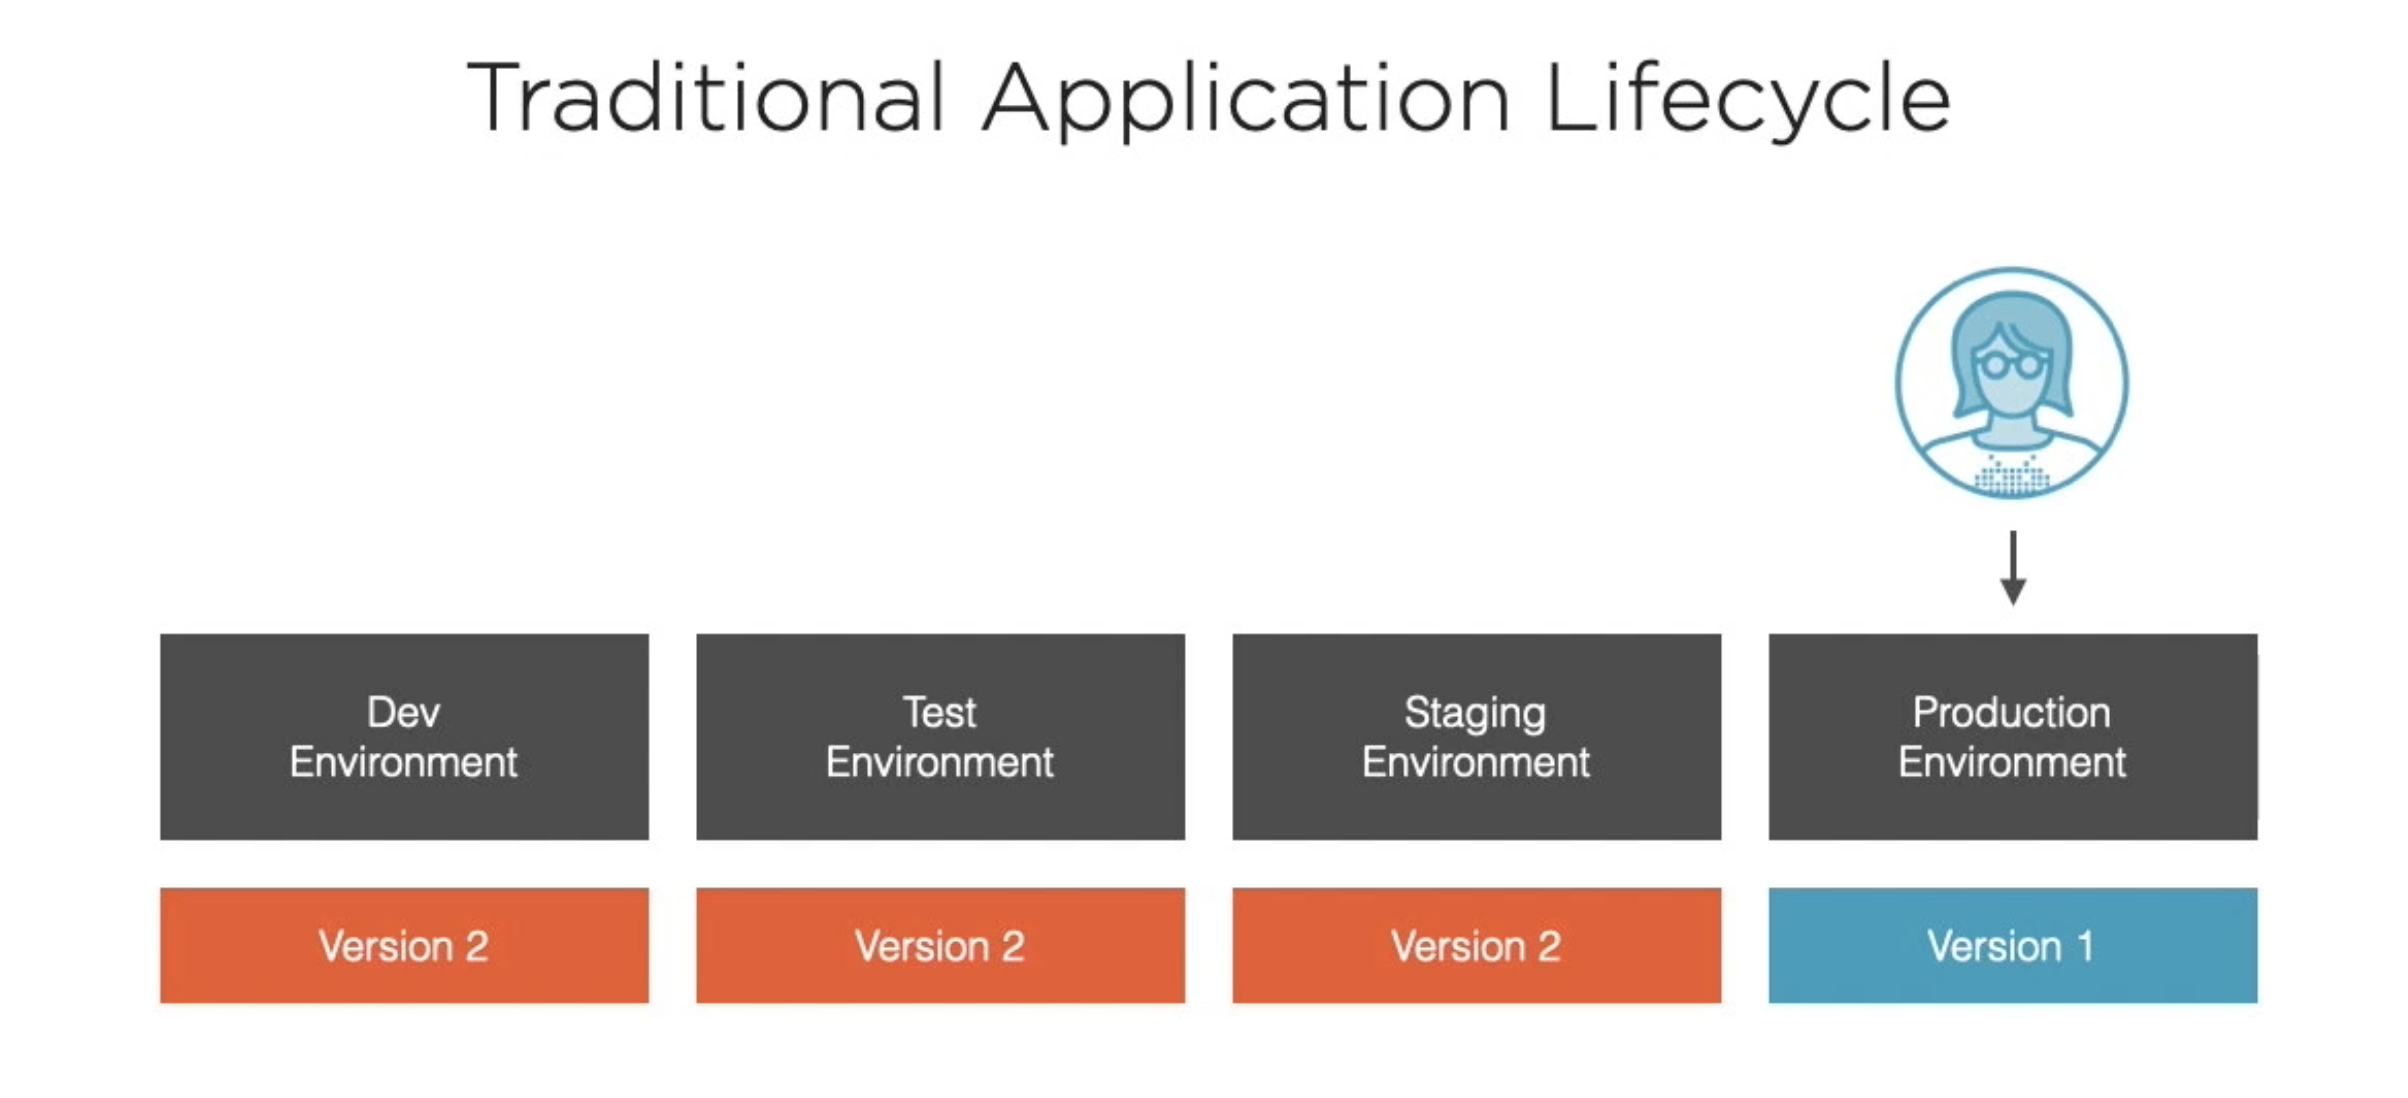 Traditional Application Lifecycle
Dev
Environment
Test
Environment
Staging
Environment
Production
Environment
Version 2
Version 2
Version 2
Version 1